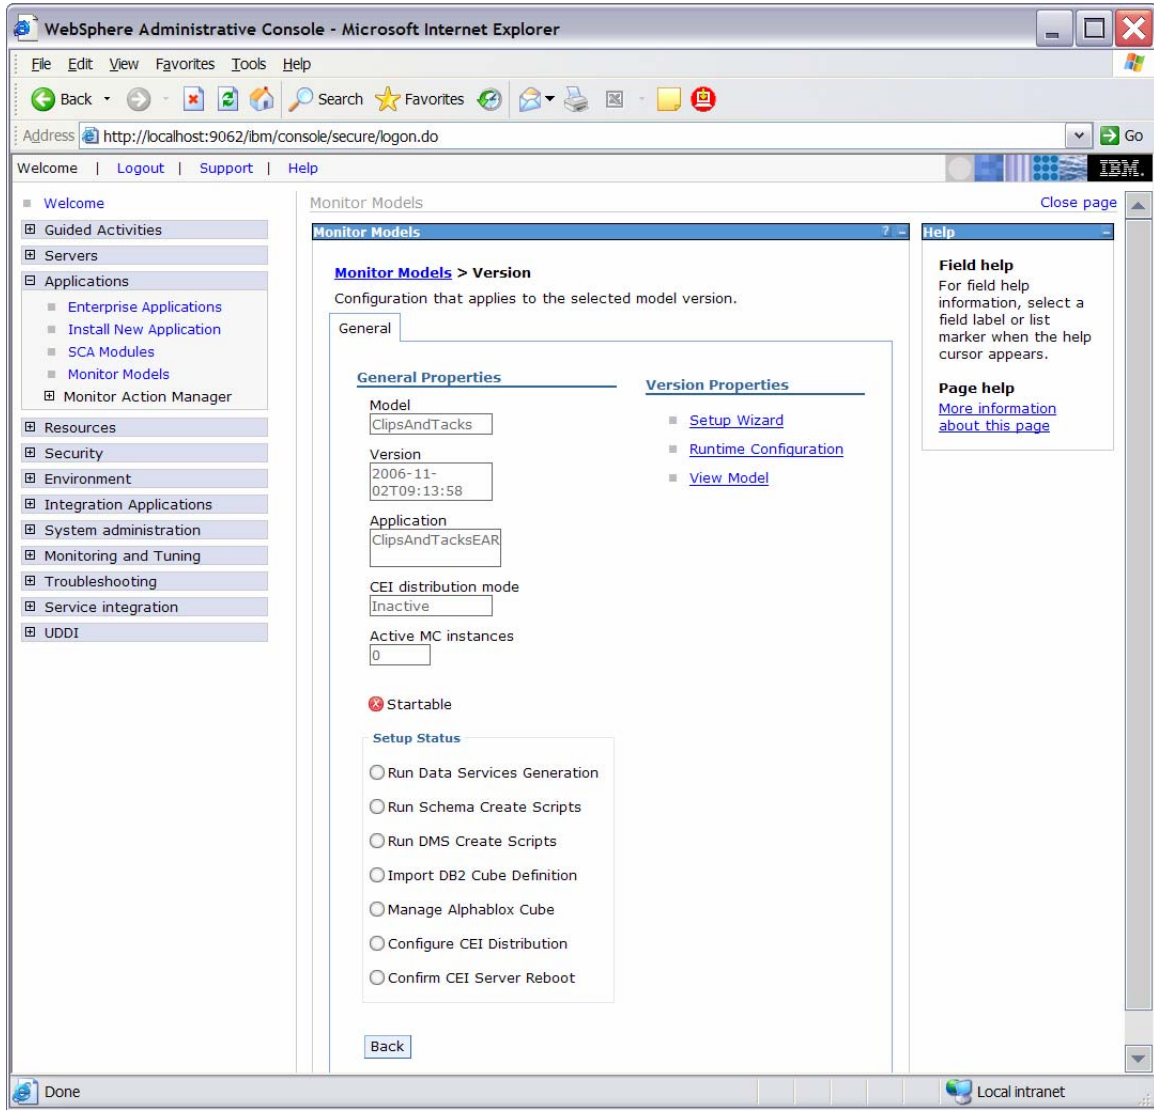 WebSphere Administrative Console - Microsoft Internet Explorer
File Edit View Favorites Tools Help
Back Search Favorites
Address http://localhost:9062/ibm/console/secure/logon.do Go
Welcome | Logout | Support | Help IBM.
Welcome
Guided Activities
Servers
Applications
Enterprise Applications
Install New Application
SCA Modules
Monitor Models
Monitor Action Manager
Resources
Security
Environment
Integration Applications
System administration
Monitoring and Tuning
Troubleshooting
Service integration
UDDI
Monitor Models Close page
Monitor Models ? -
Monitor Models > Version
Configuration that applies to the selected model version.
General
General Properties
Model
ClipsAndTacks
Version
2006-11-
02T09:13:58
Application
ClipsAndTacksEAR
CEI distribution mode
Inactive
Active MC instances
0
Startable
Setup Status
Run Data Services Generation
Run Schema Create Scripts
Run DMS Create Scripts
Import DB2 Cube Definition
Manage Alphablox Cube
Configure CEI Distribution
Confirm CEI Server Reboot
Back
Version Properties
Setup Wizard
Runtime Configuration
View Model
Help -
Field help
For field help
information, select a
field label or list
marker when the help
cursor appears.
Page help
More information
about this page
Done Local intranet